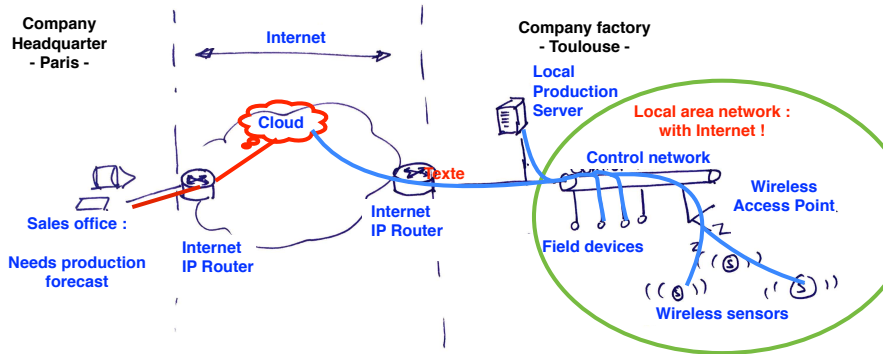 Company
Headquarter
- Paris -
Internet
Company factory
- Toulouse -
Local
Production
Server
Local area network :
with Internet !
Cloud
Control network
Texte
Wireless
Access Point
Sales office :
Needs production
forecast
Internet
IP Router
Internet
IP Router
Field devices
Z
Z
((S))
((S))
((S))
Wireless sensors